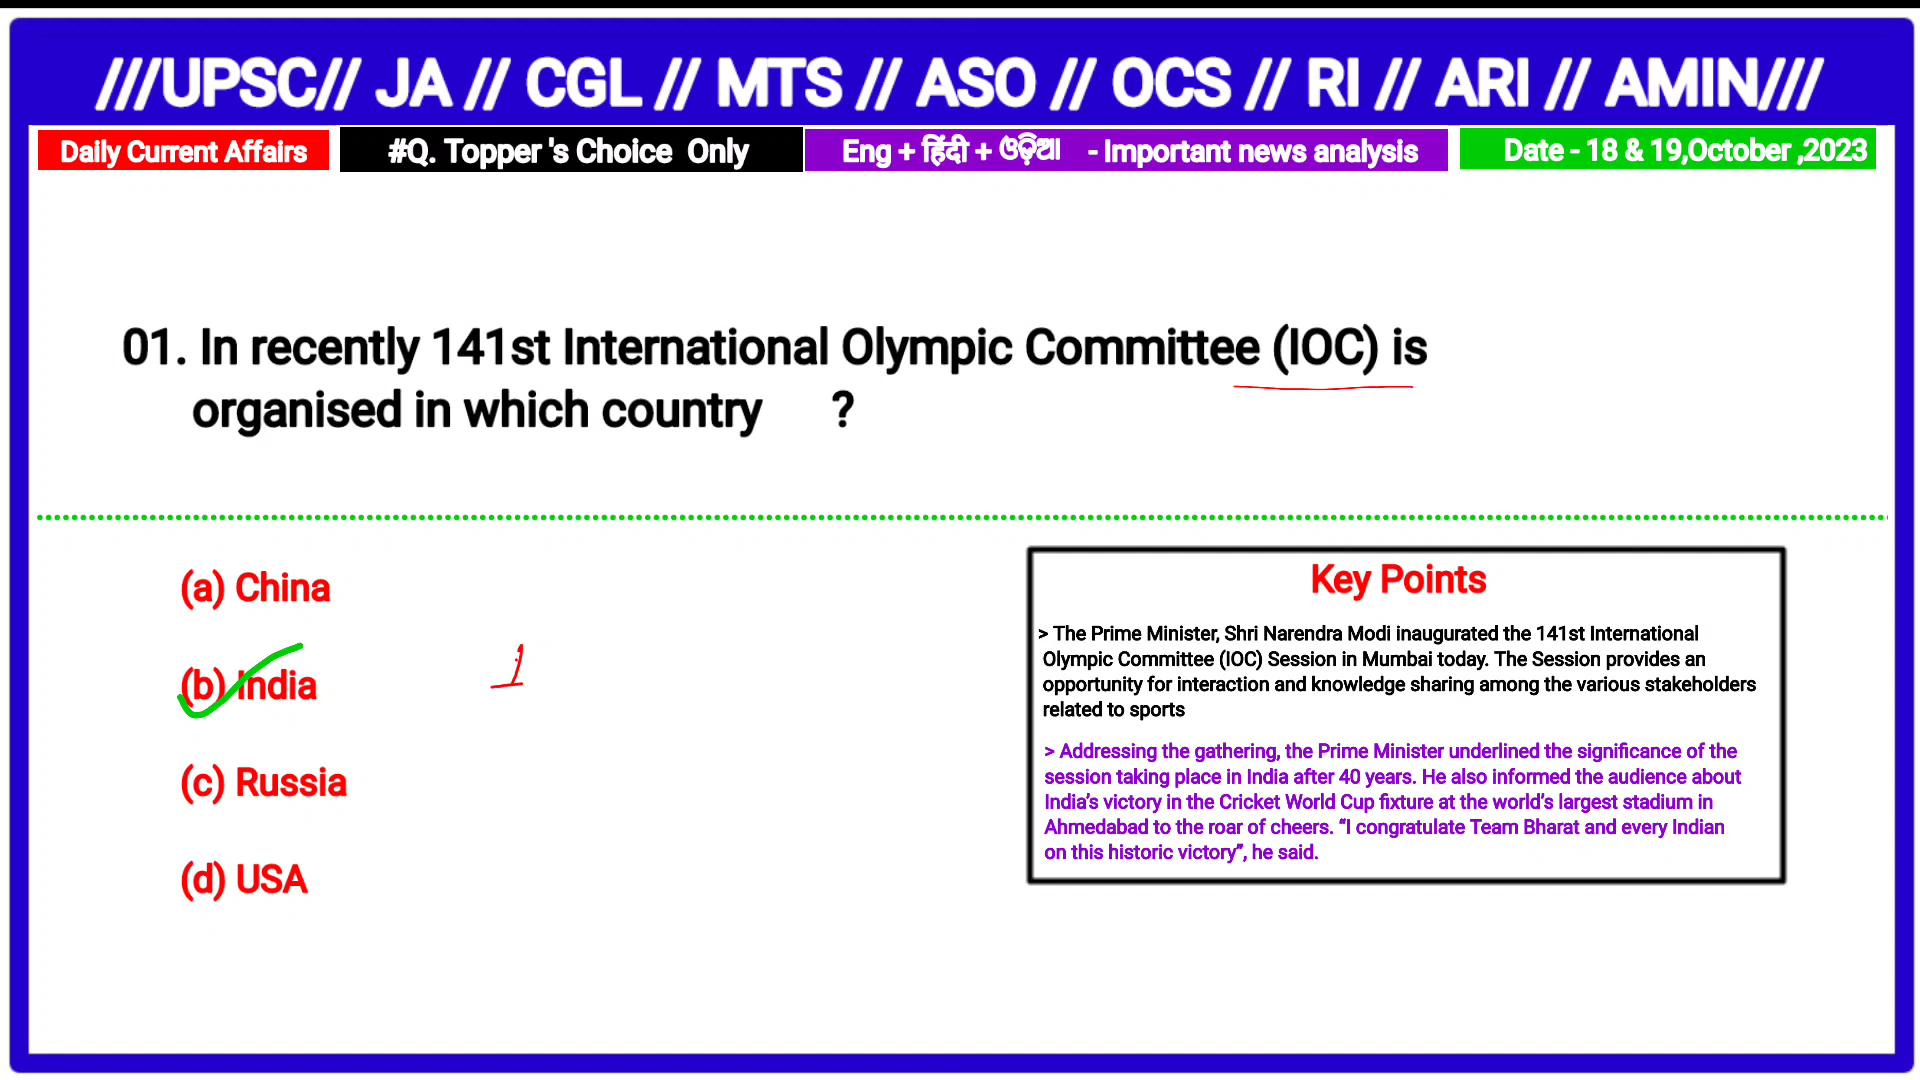 ///UPSC// JA // CGL // MTS // ASO // OCS // RI // ARI // AMIN///
Daily Current Affairs
#Q. Topper 's Choice Only
Eng + हिंदी + ଓଡ଼ିଆ - Important news analysis
Date - 18 & 19,October ,2023
01. In recently 141st International Olympic Committee (IOC) is
organised in which country ?
(a) China
(b) India
1
(c) Russia
(d) USA
Key Points
> The Prime Minister, Shri Narendra Modi inaugurated the 141st International
Olympic Committee (IOC) Session in Mumbai today. The Session provides an
opportunity for interaction and knowledge sharing among the various stakeholders
related to sports
> Addressing the gathering, the Prime Minister underlined the significance of the
session taking place in India after 40 years. He also informed the audience about
India's victory in the Cricket World Cup fixture at the world's largest stadium in
Ahmedabad to the roar of cheers. “I congratulate Team Bharat and every Indian
on this historic victory”, he said.